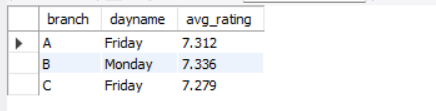 branch dayname avg_rating
A Friday 7.312
B Monday 7.336
C Friday 7.279